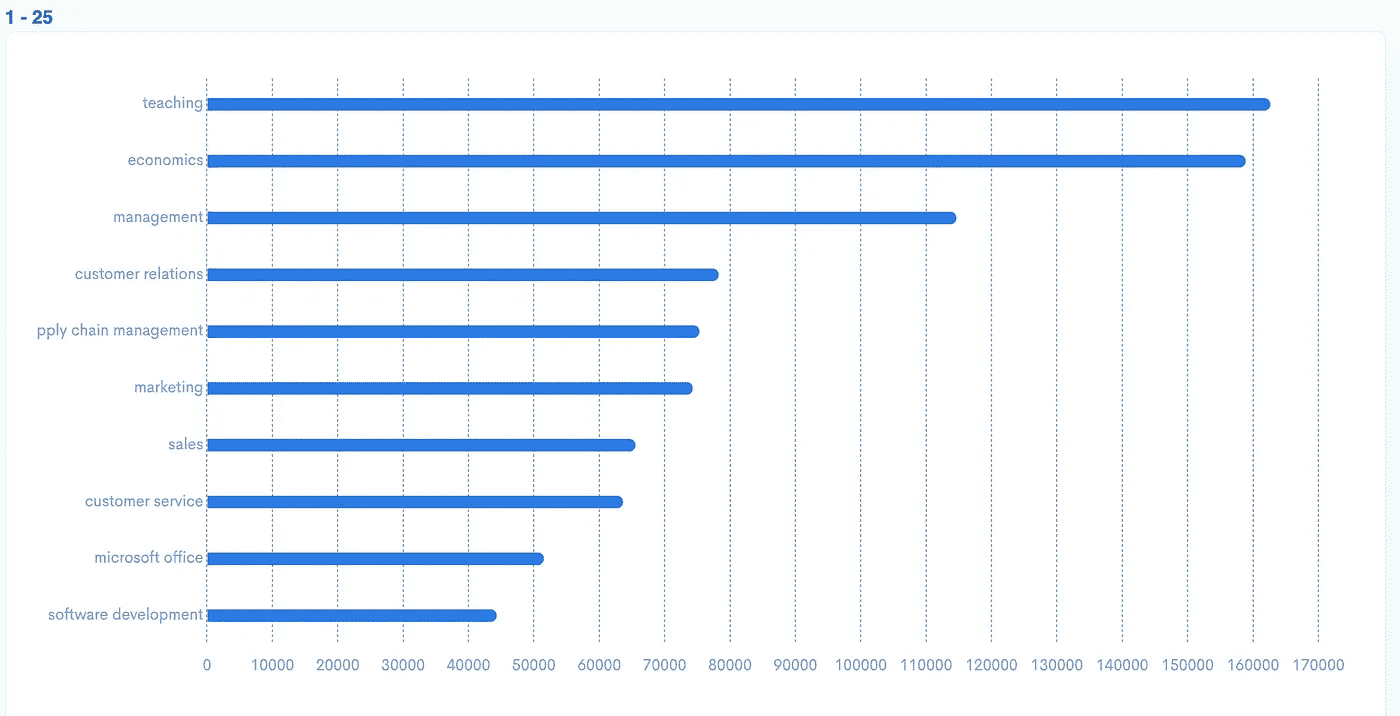 1 - 25
teaching
economics
management
customer relations
pply chain management
marketing
sales
customer service
microsoft office
software development
0 10000 20000 30000 40000 50000 60000 70000 80000 90000 100000 110000 120000 130000 140000 150000 160000 170000